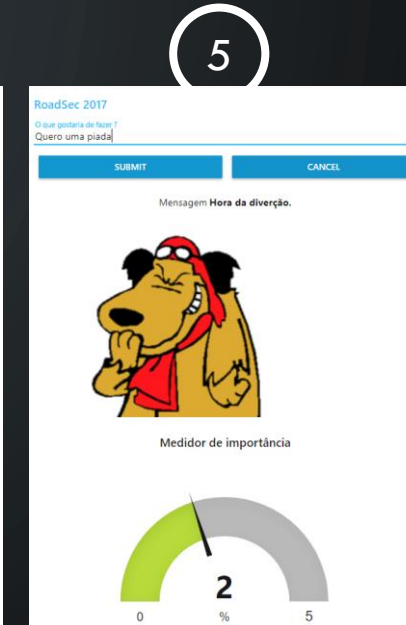 5
RoadSec 2017
O que gostaria de fazer ?
Quero uma piada
SUBMIT CANCEL
Mensagem Hora da diverção.
Medidor de importância
2
0 % 5